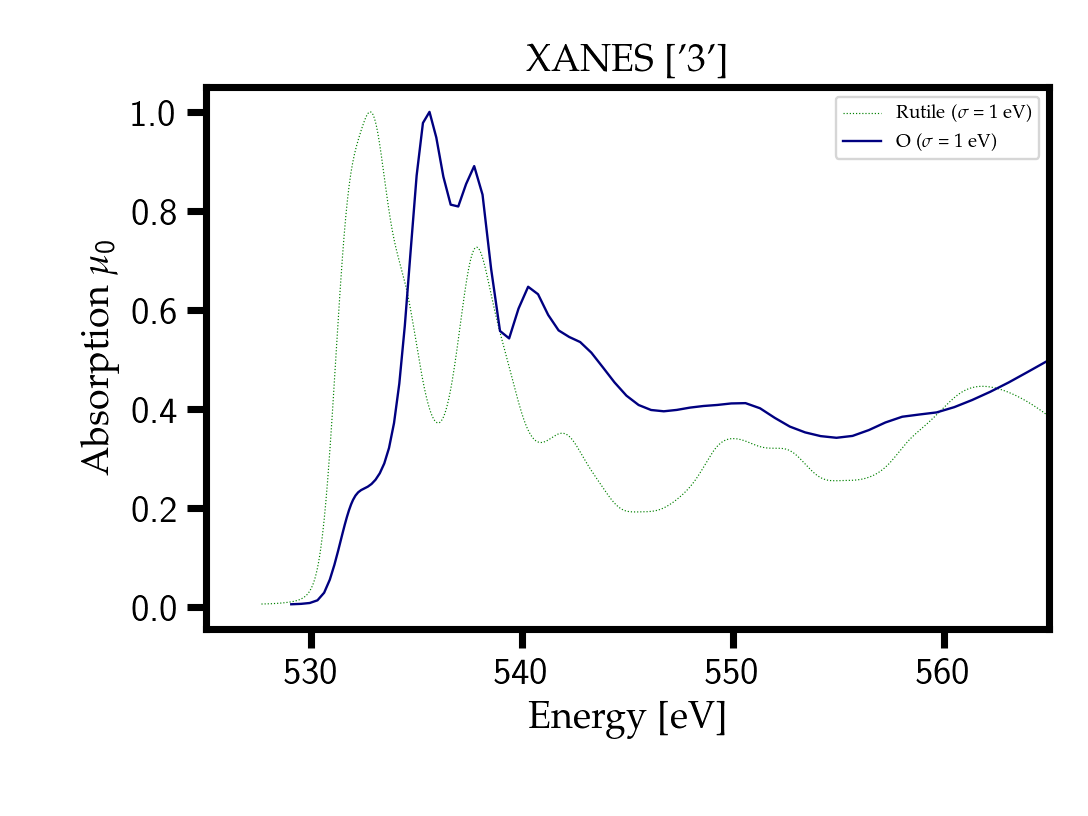 XANES ['3']
Rutile (σ = 1 eV)
O (σ = 1 eV)
Absorption μ₀
1.0
0.8
0.6
0.4
0.2
0.0
530 540 550 560
Energy [eV]